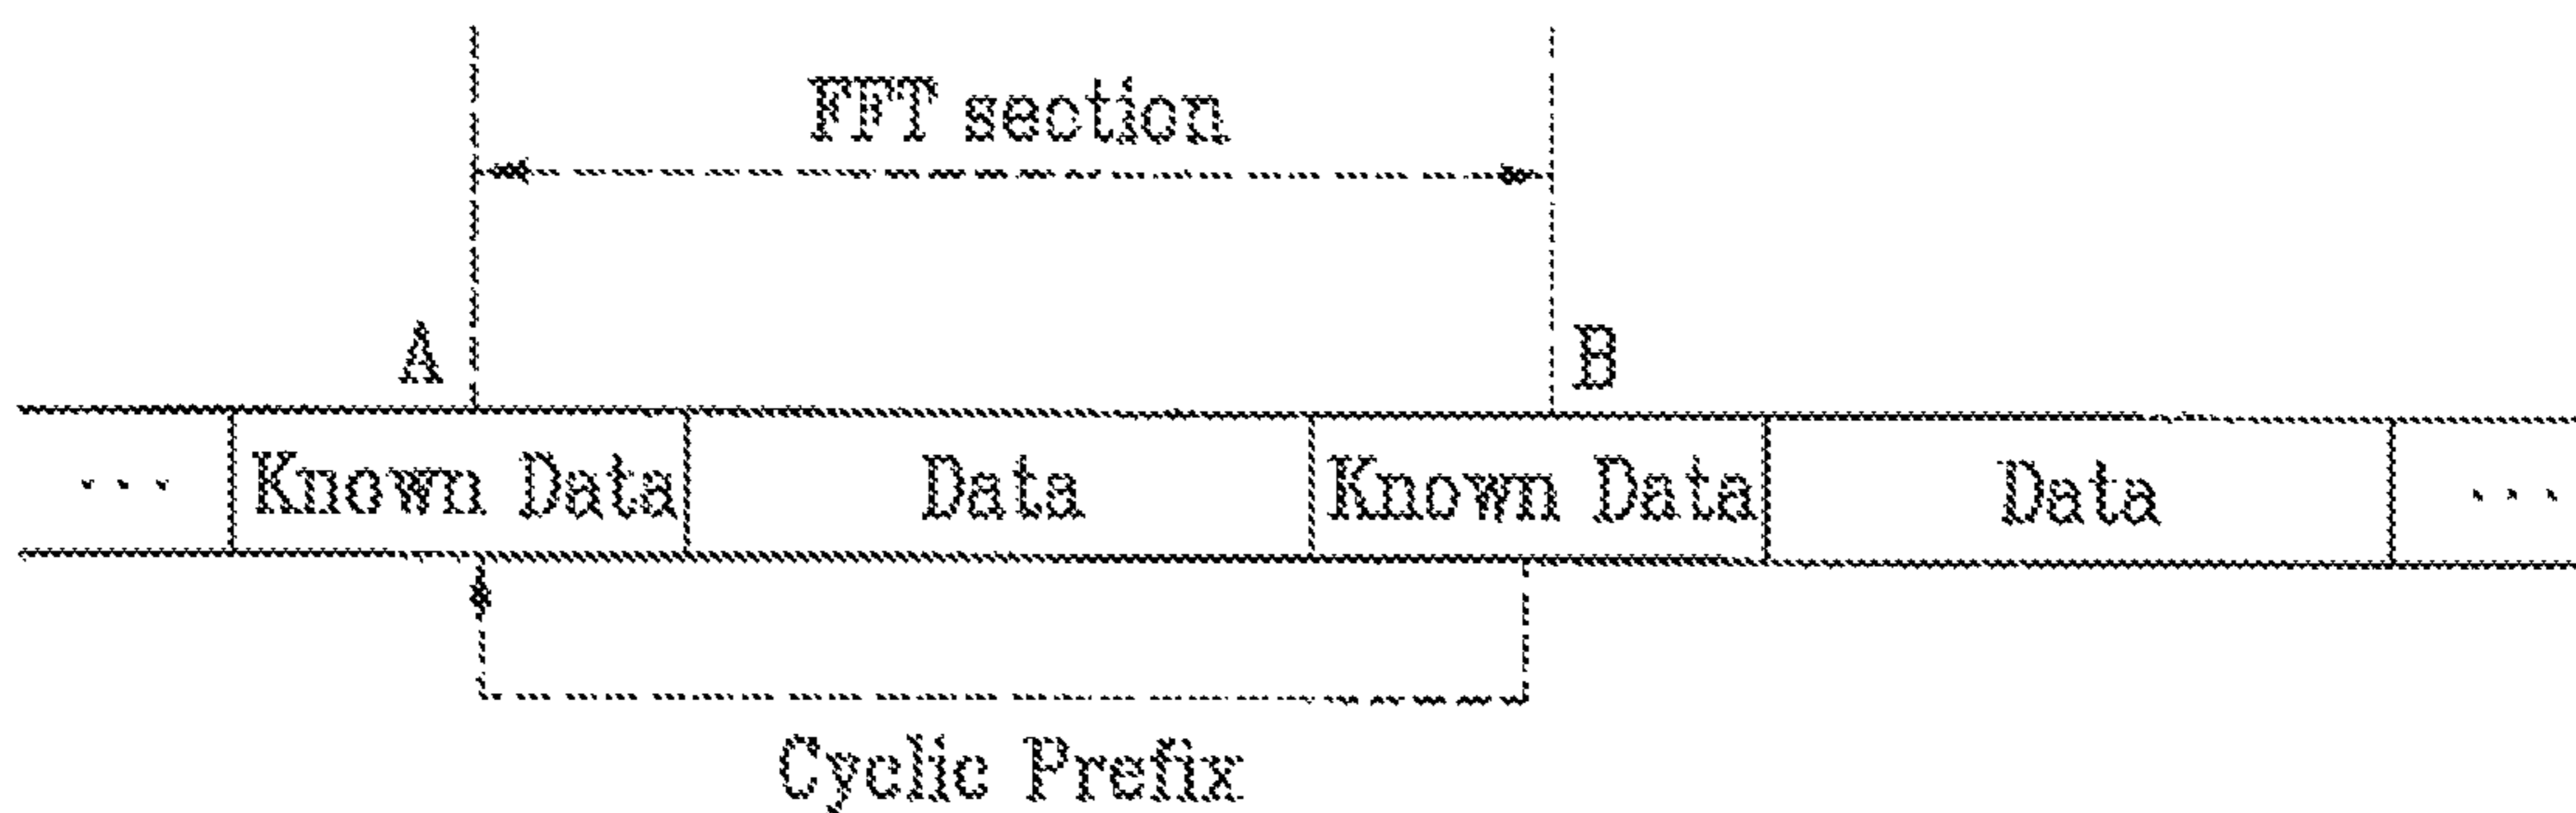 FFT section
A B
... Known Data Data Known Data Data ...
Cyclic Prefix